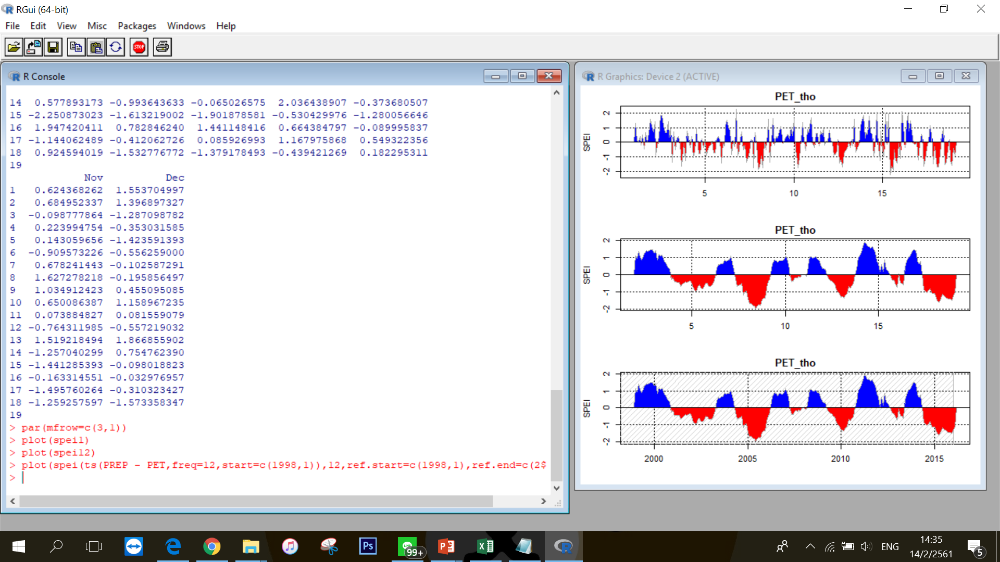 RGui (64-bit)
File Edit View Misc Packages Windows Help
STOP
R Console
14 0.577893173 -0.993643633 -0.065026575 2.036438907 -0.373680507
15 -2.250873023 -1.613219002 -1.901878581 -0.530429976 -1.280056646
16 1.947420411 0.782846240 1.441148416 0.664384797 -0.089995837
17 -1.144062489 -0.412062726 0.085926993 1.167975868 0.549322356
18 0.924594019 -1.532776772 -1.379178493 -0.439421269 0.182295311
19
Nov Dec
1 0.624368262 1.553704997
2 0.684952337 1.396897327
3 -0.098777864 -1.287098782
4 0.223994754 -0.353031585
5 0.143059656 -1.423591393
6 -0.909573226 -0.556259000
7 0.678241443 -0.102587291
8 1.627278218 -0.195856497
9 1.034912423 0.455095085
10 0.650086387 1.158967235
11 0.073884827 0.081559079
12 -0.764311985 -0.557219032
13 1.519218494 1.866855902
14 -1.257040299 0.754762390
15 -1.441285393 -0.098018823
16 -0.163314551 -0.032976957
17 -1.495760264 -0.310323427
18 -1.259257597 -1.573358347
19
> par(mfrow=c(3,1))
> plot(spei1)
> plot(spei12)
> plot(spei(ts(PREP - PET,freq=12,start=c(1998,1)),12,ref.start=c(1998,1),ref.end=c(2$
>
R Graphics: Device 2 (ACTIVE)
PET_tho
SPEI
2
1
0
-1
-2
5 10 15
PET_tho
SPEI
2
1
0
-1
-2
5 10 15
PET_tho
SPEI
2
1
0
-1
-2
2000 2005 2010 2015
Ps
LINE
99+
ENG
14:35
14/2/2561
5